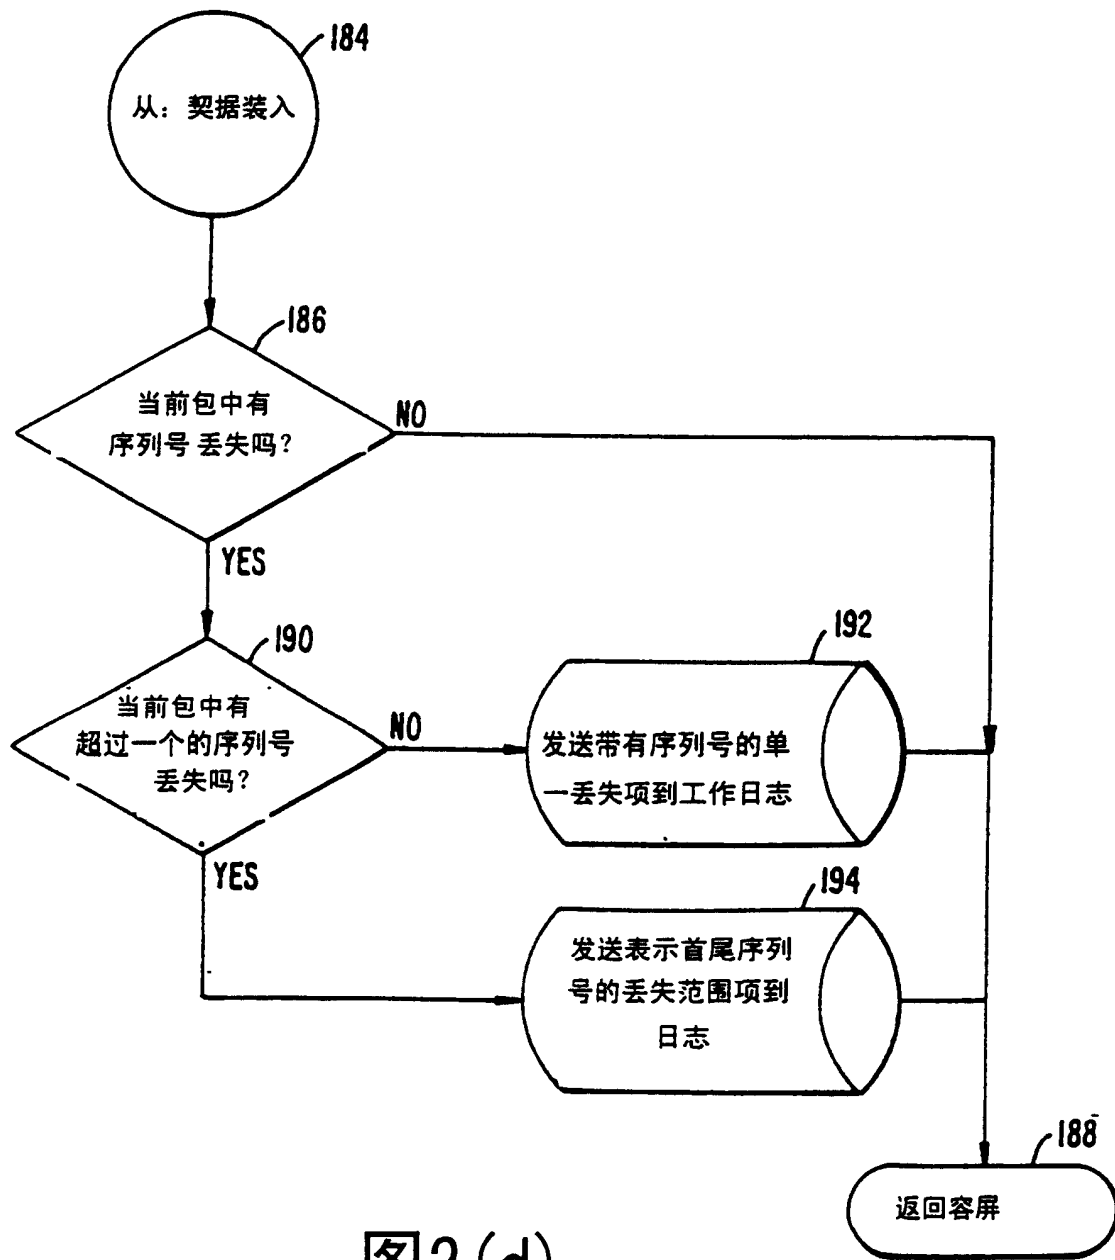 184
从：契据装入
186
当前包中有
序列号丢失吗？
NO
YES
190
当前包中有
超过一个的序列号
丢失吗？
NO
YES
192
发送带有序列号的单
一丢失项到工作日志
194
发送表示首尾序列
号的丢失范围项到
日志
188
返回容屏
图2(d)